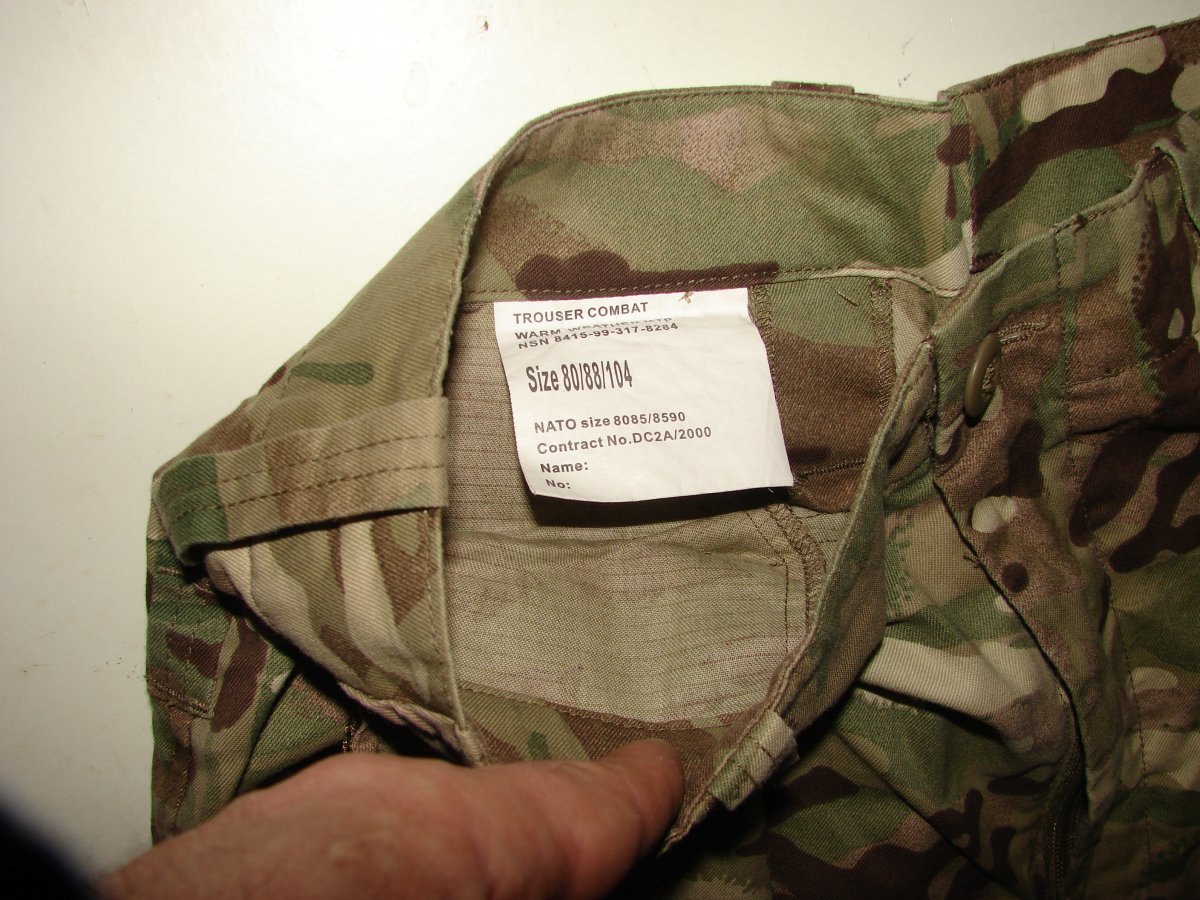 TROUSER COMBAT
WARM WEATHER MTP
NSN 8415-99-317-8284
Size 80/88/104
NATO size 8085/8590
Contract No.DC2A/2000
Name:
No: